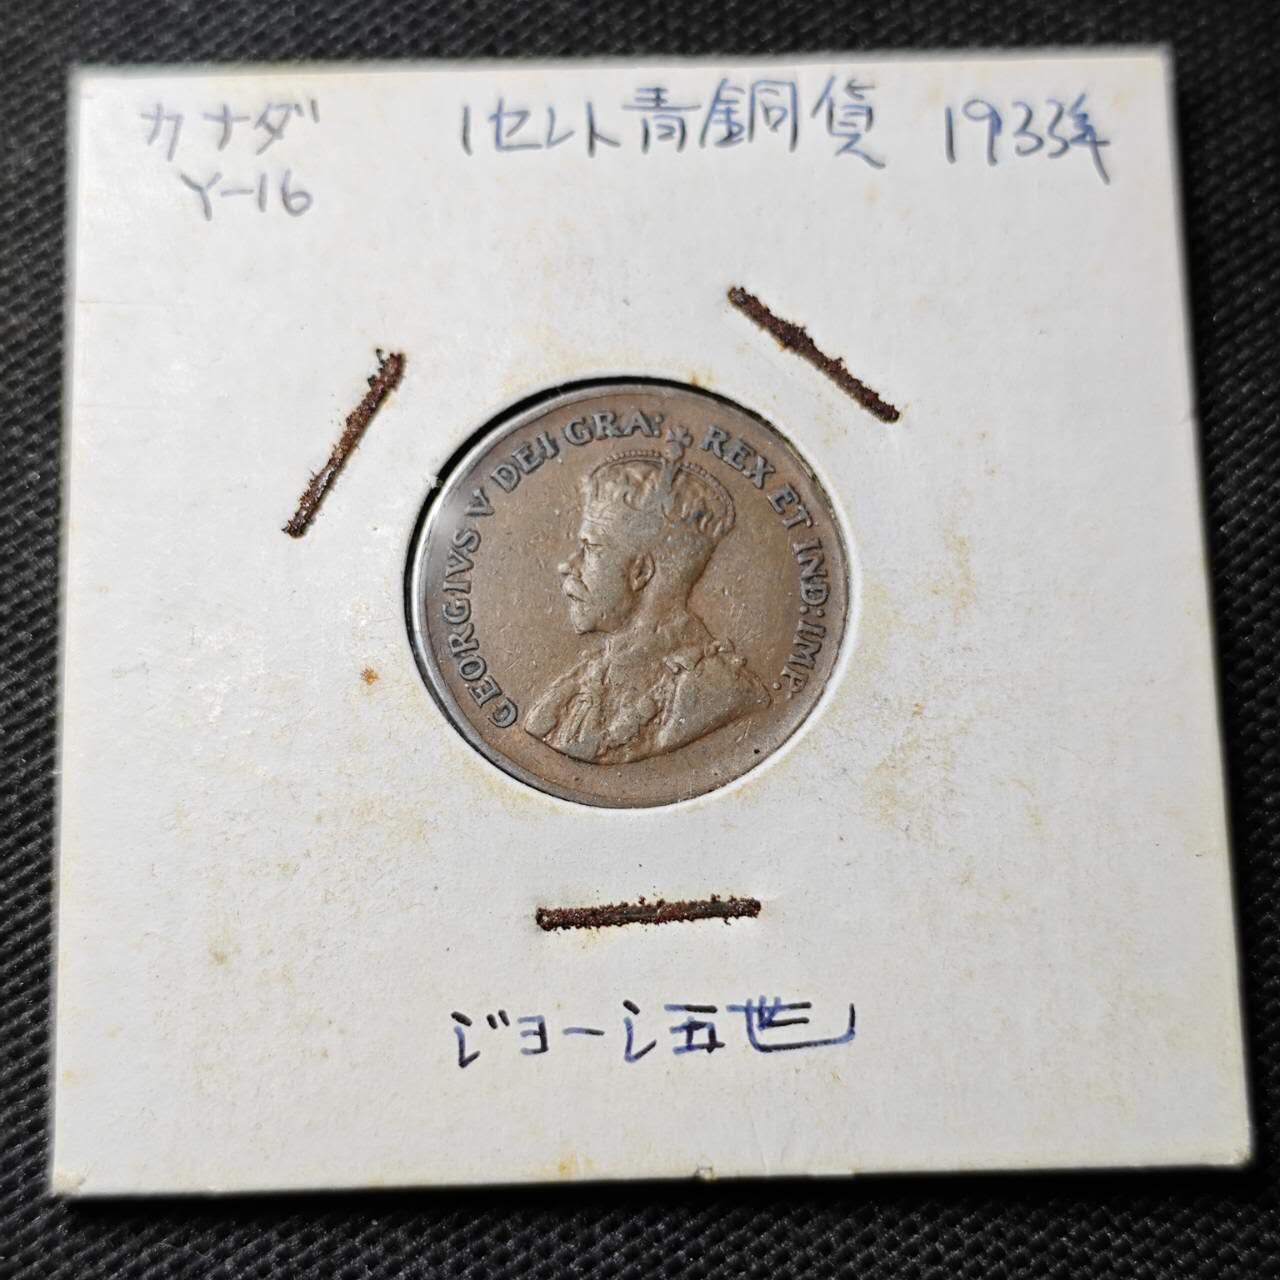 カナダ 1セント青銅貨 1933年
Y-16
GEORGIVS V DEI GRA: REX ET IND: IMP:
ジョージ五世